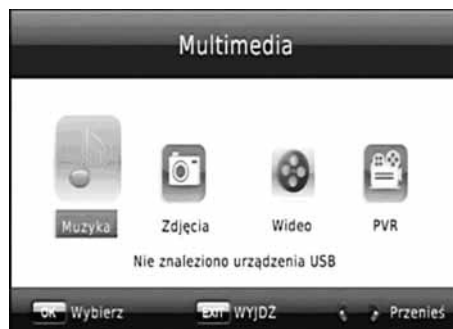 Multimedia
Muzyka Zdjęcia Wideo PVR
Nie znaleziono urządzenia USB
OK Wybierz EXIT WYJDŹ Przenieś